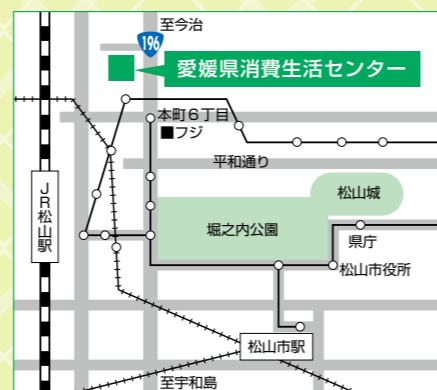 至今治
196
愛媛県消費生活センター
本町6丁目
■フジ
平和通り
松山城
JR松山駅
堀之内公園
県庁
松山市役所
松山市駅
至宇和島